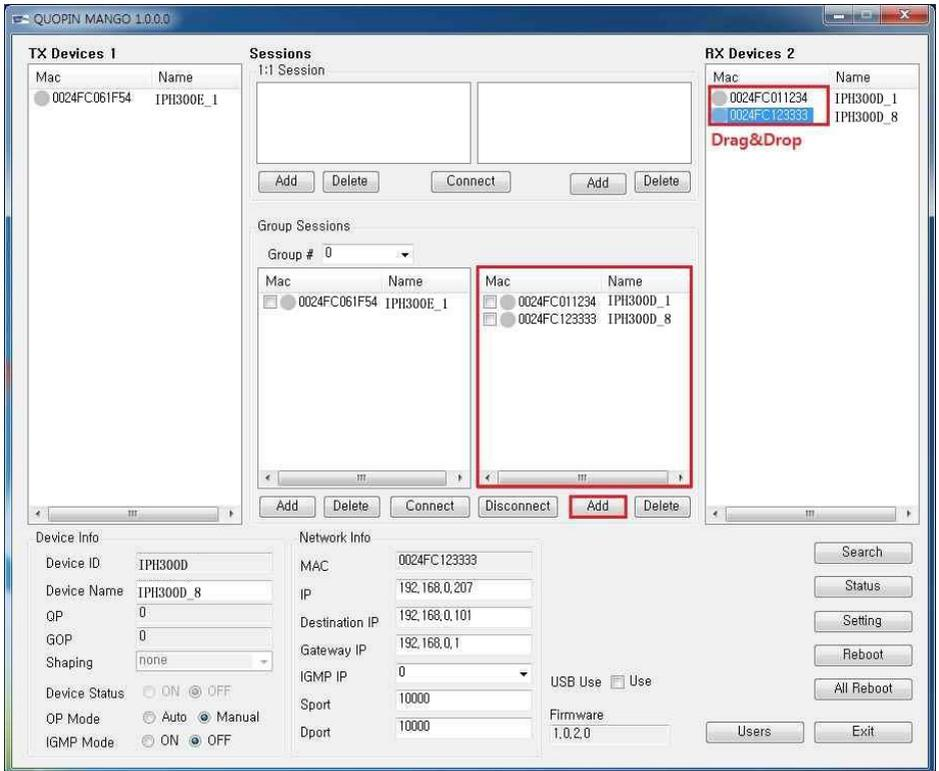 QUOPIN MANGO 1.0.0.0
TX Devices 1
Mac Name
0024FC061F54 IPH300E_1
Sessions
1:1 Session
Add Delete Connect Add Delete
Group Sessions
Group # 0
Mac Name
0024FC061F54 IPH300E_1
Mac Name
0024FC011234 IPH300D_1
0024FC123333 IPH300D_8
Add Delete Connect Disconnect Add Delete
RX Devices 2
Mac Name
0024FC011234 IPH300D_1
0024FC123333 IPH300D_8
Drag&Drop
Device Info
Device ID IPH300D
Device Name IPH300D_8
QP 0
GOP 0
Shaping none
Device Status ON OFF
OP Mode Auto Manual
IGMP Mode ON OFF
Network Info
MAC 0024FC123333
IP 192,168,0,207
Destination IP 192,168,0,101
Gateway IP 192,168,0,1
IGMP IP 0
Sport 10000
Dport 10000
USB Use Use
Firmware
1,0,2,0
Search
Status
Setting
Reboot
All Reboot
Users Exit